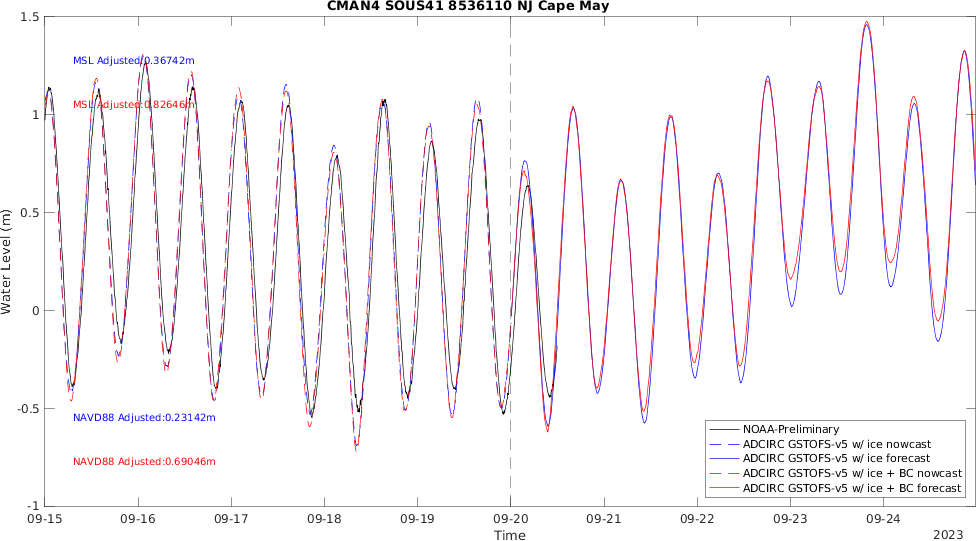 CMAN4 SOUS41 8536110 NJ Cape May
1.5
MSL Adjusted:0.36742m
MSL Adjusted:0.82646m
1
0.5
Water Level (m)
0
-0.5
NAVD88 Adjusted:0.23142m
NAVD88 Adjusted:0.69046m
NOAA-Preliminary
ADCIRC GSTOFS-v5 w/ ice nowcast
ADCIRC GSTOFS-v5 w/ ice forecast
ADCIRC GSTOFS-v5 w/ ice + BC nowcast
ADCIRC GSTOFS-v5 w/ ice + BC forecast
-1
09-15 09-16 09-17 09-18 09-19 09-20 09-21 09-22 09-23 09-24
Time
2023